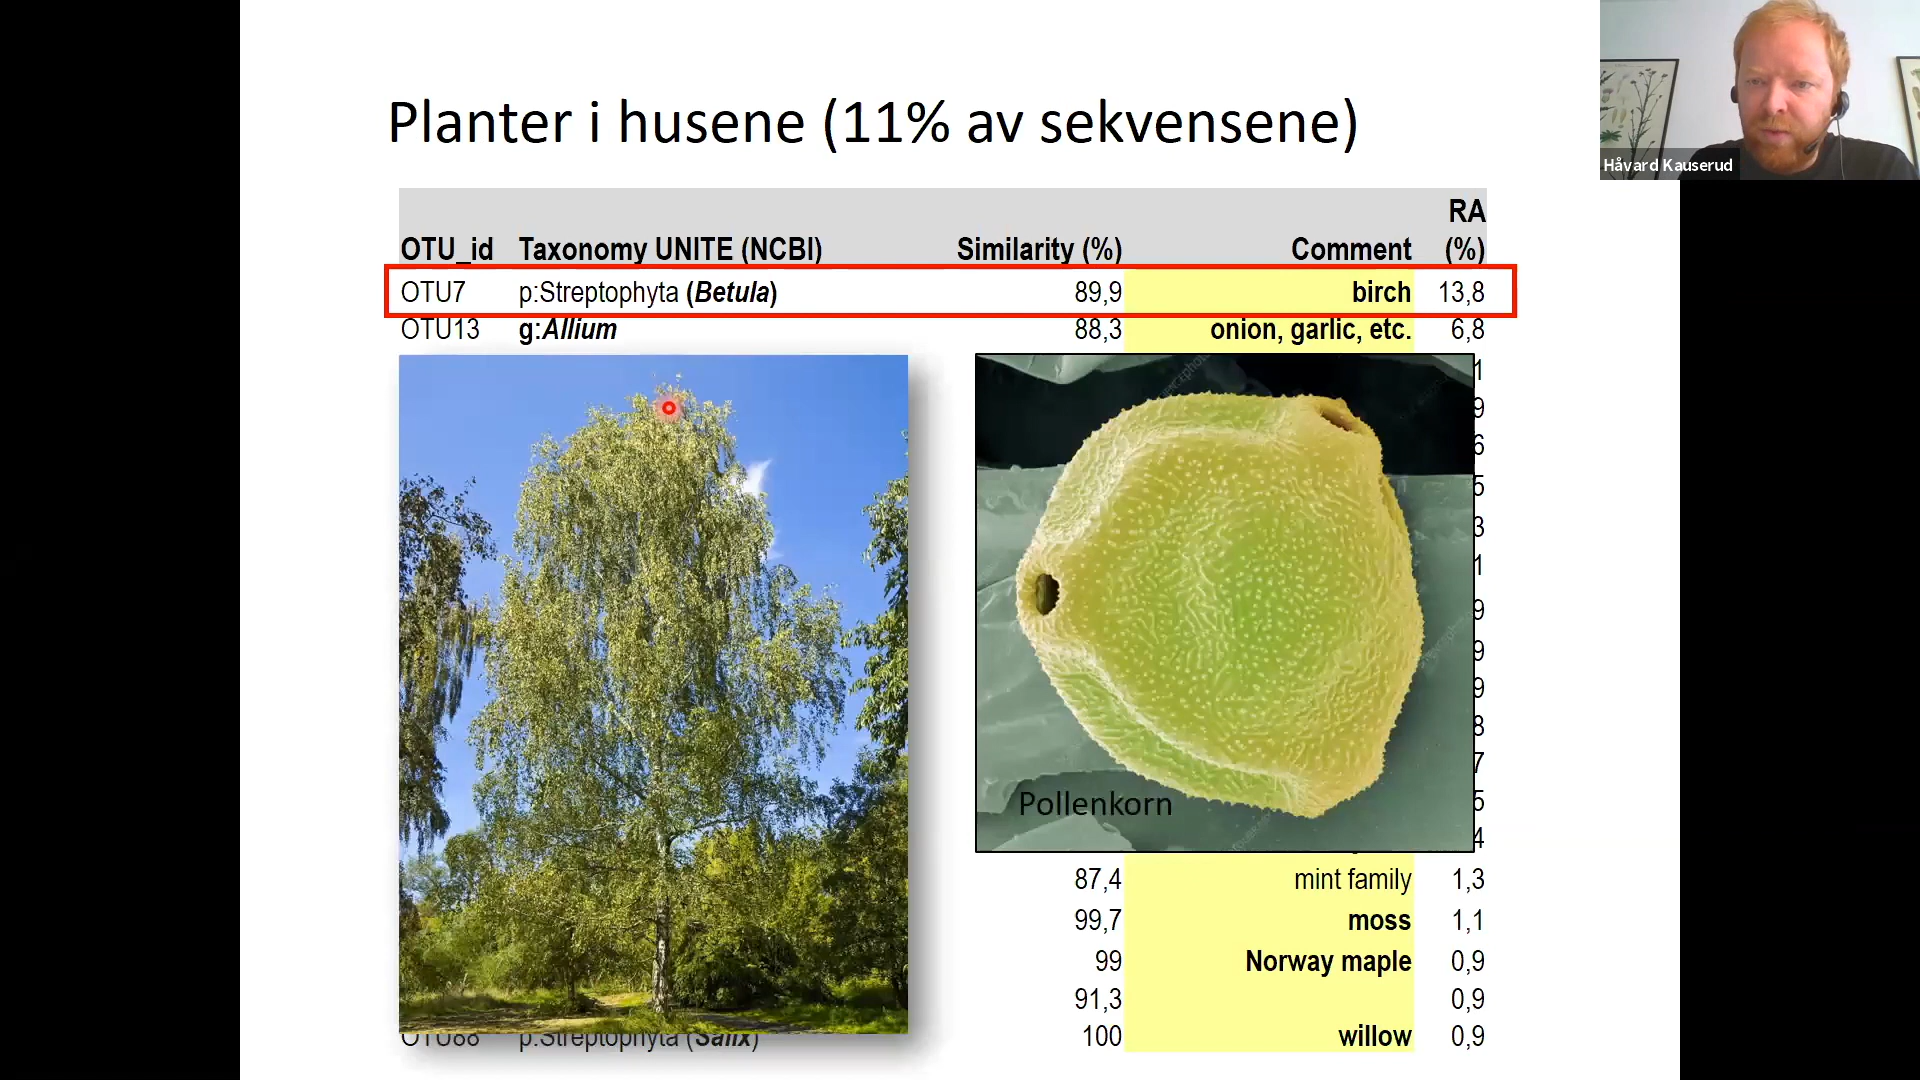 Planter i husene (11% av sekvensene)
Håvard Kauserud
RA
OTU_id Taxonomy UNITE (NCBI) Similarity (%) Comment (%)
OTU7 p:Streptophyta (Betula) 89,9 birch 13,8
OTU13 g:Allium 88,3 onion, garlic, etc. 6,8
1
9
6
5
3
1
9
9
9
8
7
5
4
Pollenkorn
87,4 mint family 1,3
99,7 moss 1,1
99 Norway maple 0,9
91,3 0,9
OTU88 p:Streptophyta (Salix) 100 willow 0,9